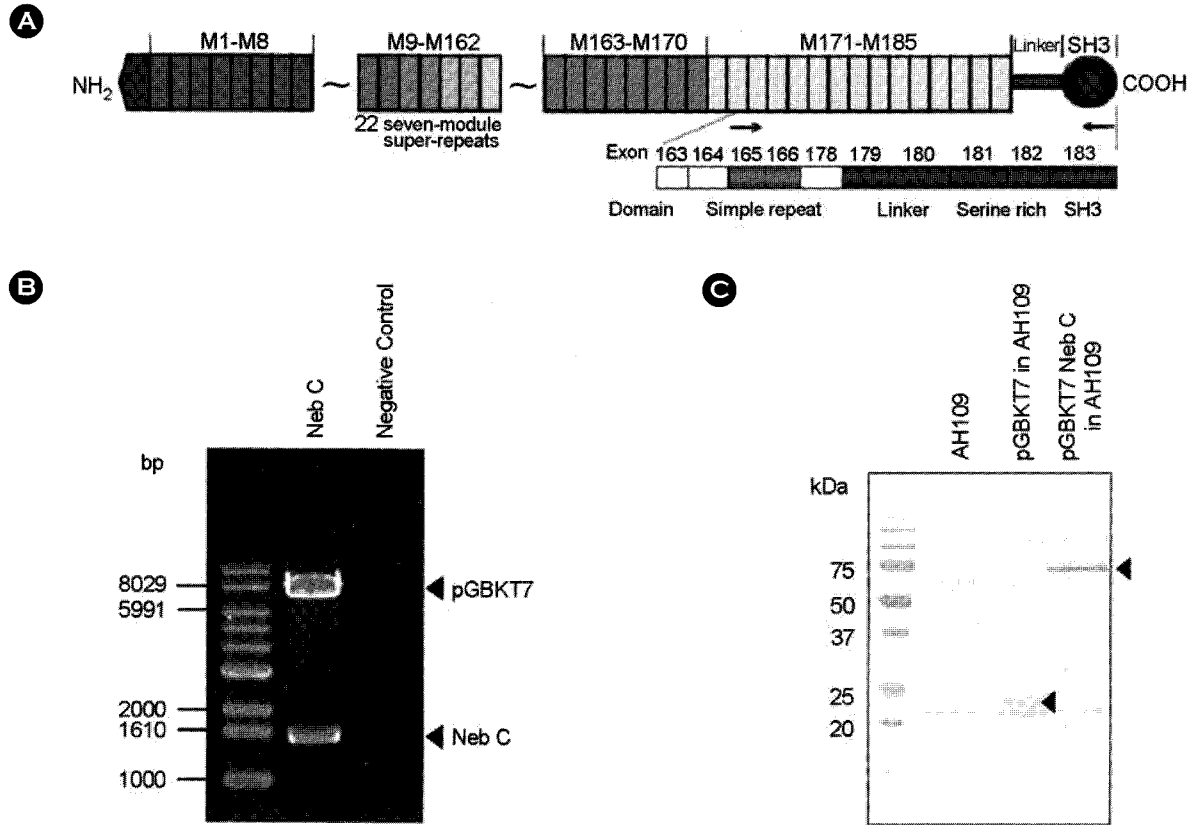 A
M1-M8
M9-M162
M163-M170
M171-M185
Linker
SH3
NH2
~
~
COOH
22 seven-module
super-repeats
Exon 163 164 165 166 178 179 180 181 182 183
Domain Simple repeat Linker Serine rich SH3
B
Neb C
Negative Control
bp
8029
5991
2000
1610
1000
pGBKT7
Neb C
C
AH109
pGBKT7 in AH109
pGBKT7 Neb C
in AH109
kDa
75
50
37
25
20